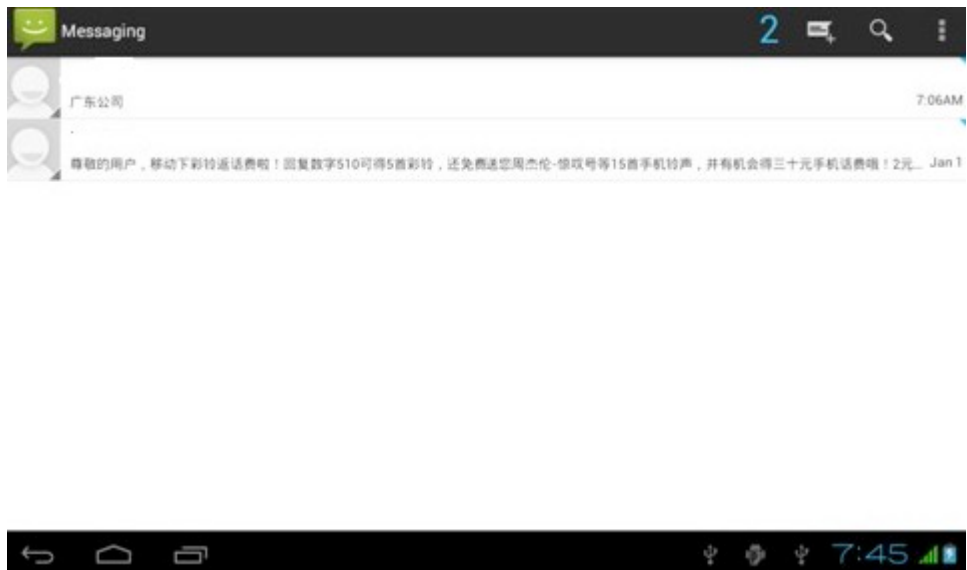 Messaging
2
广东公司
7:06AM
尊敬的用户，移动下彩铃返话费啦！回复数字510可得5首彩铃，还免费送您周杰伦-惊叹号等15首手机铃声，并有机会得三十元手机话费哦！2元...
Jan 1
7:45